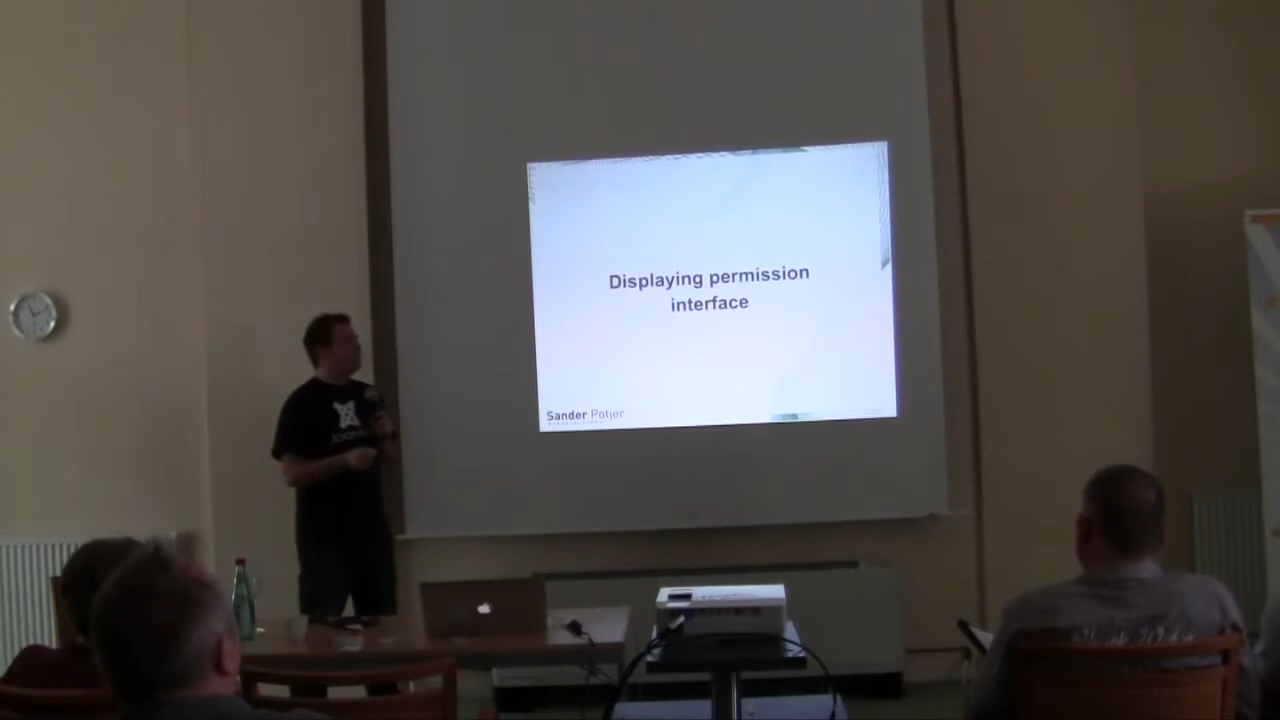 Displaying permission
interface
Sander Potjer